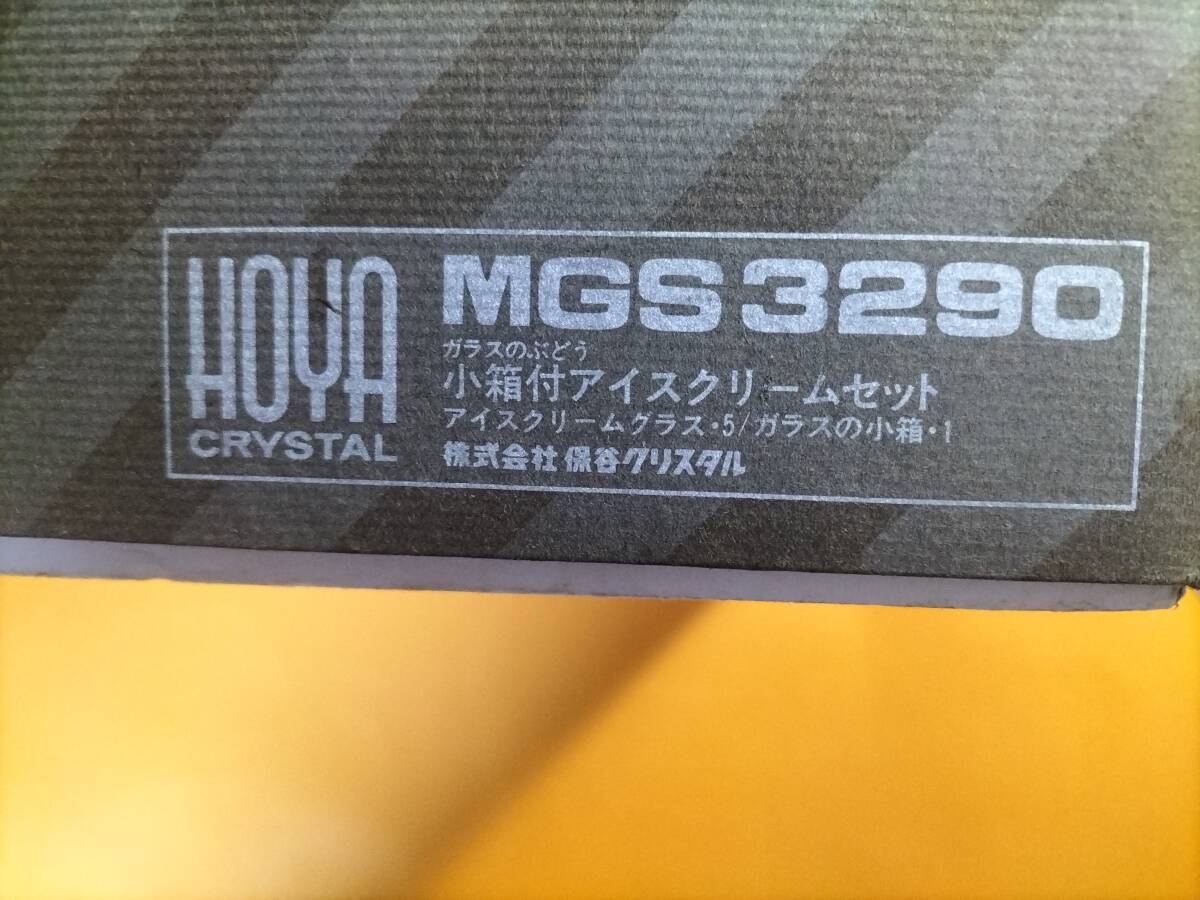 HOYA
CRYSTAL
MGS3290
ガラスのぶどう
小箱付アイスクリームセット
アイスクリームグラス・5/ガラスの小箱・1
株式会社 保谷クリスタル